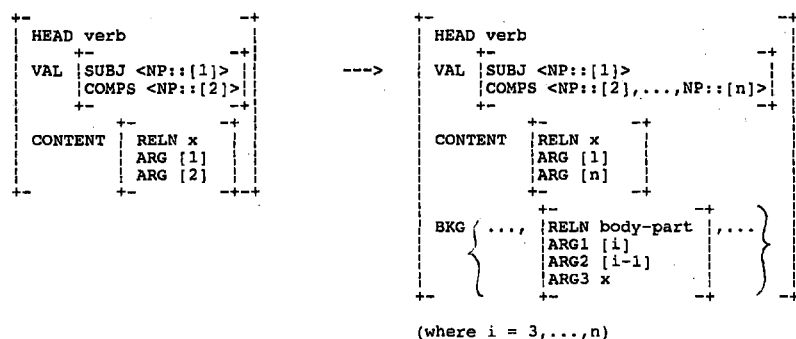 HEAD verb
VAL SUBJ <NP::[1]>
COMPS <NP::[2]>
CONTENT RELN x
ARG [1]
ARG [2]
--->
HEAD verb
VAL SUBJ <NP::[1]>
COMPS <NP::[2],...,NP::[n]>
CONTENT RELN x
ARG [1]
ARG [n]
BKG { ..., RELN body-part ,... }
ARG1 [i]
ARG2 [i-1]
ARG3 x
(where i = 3,...,n)